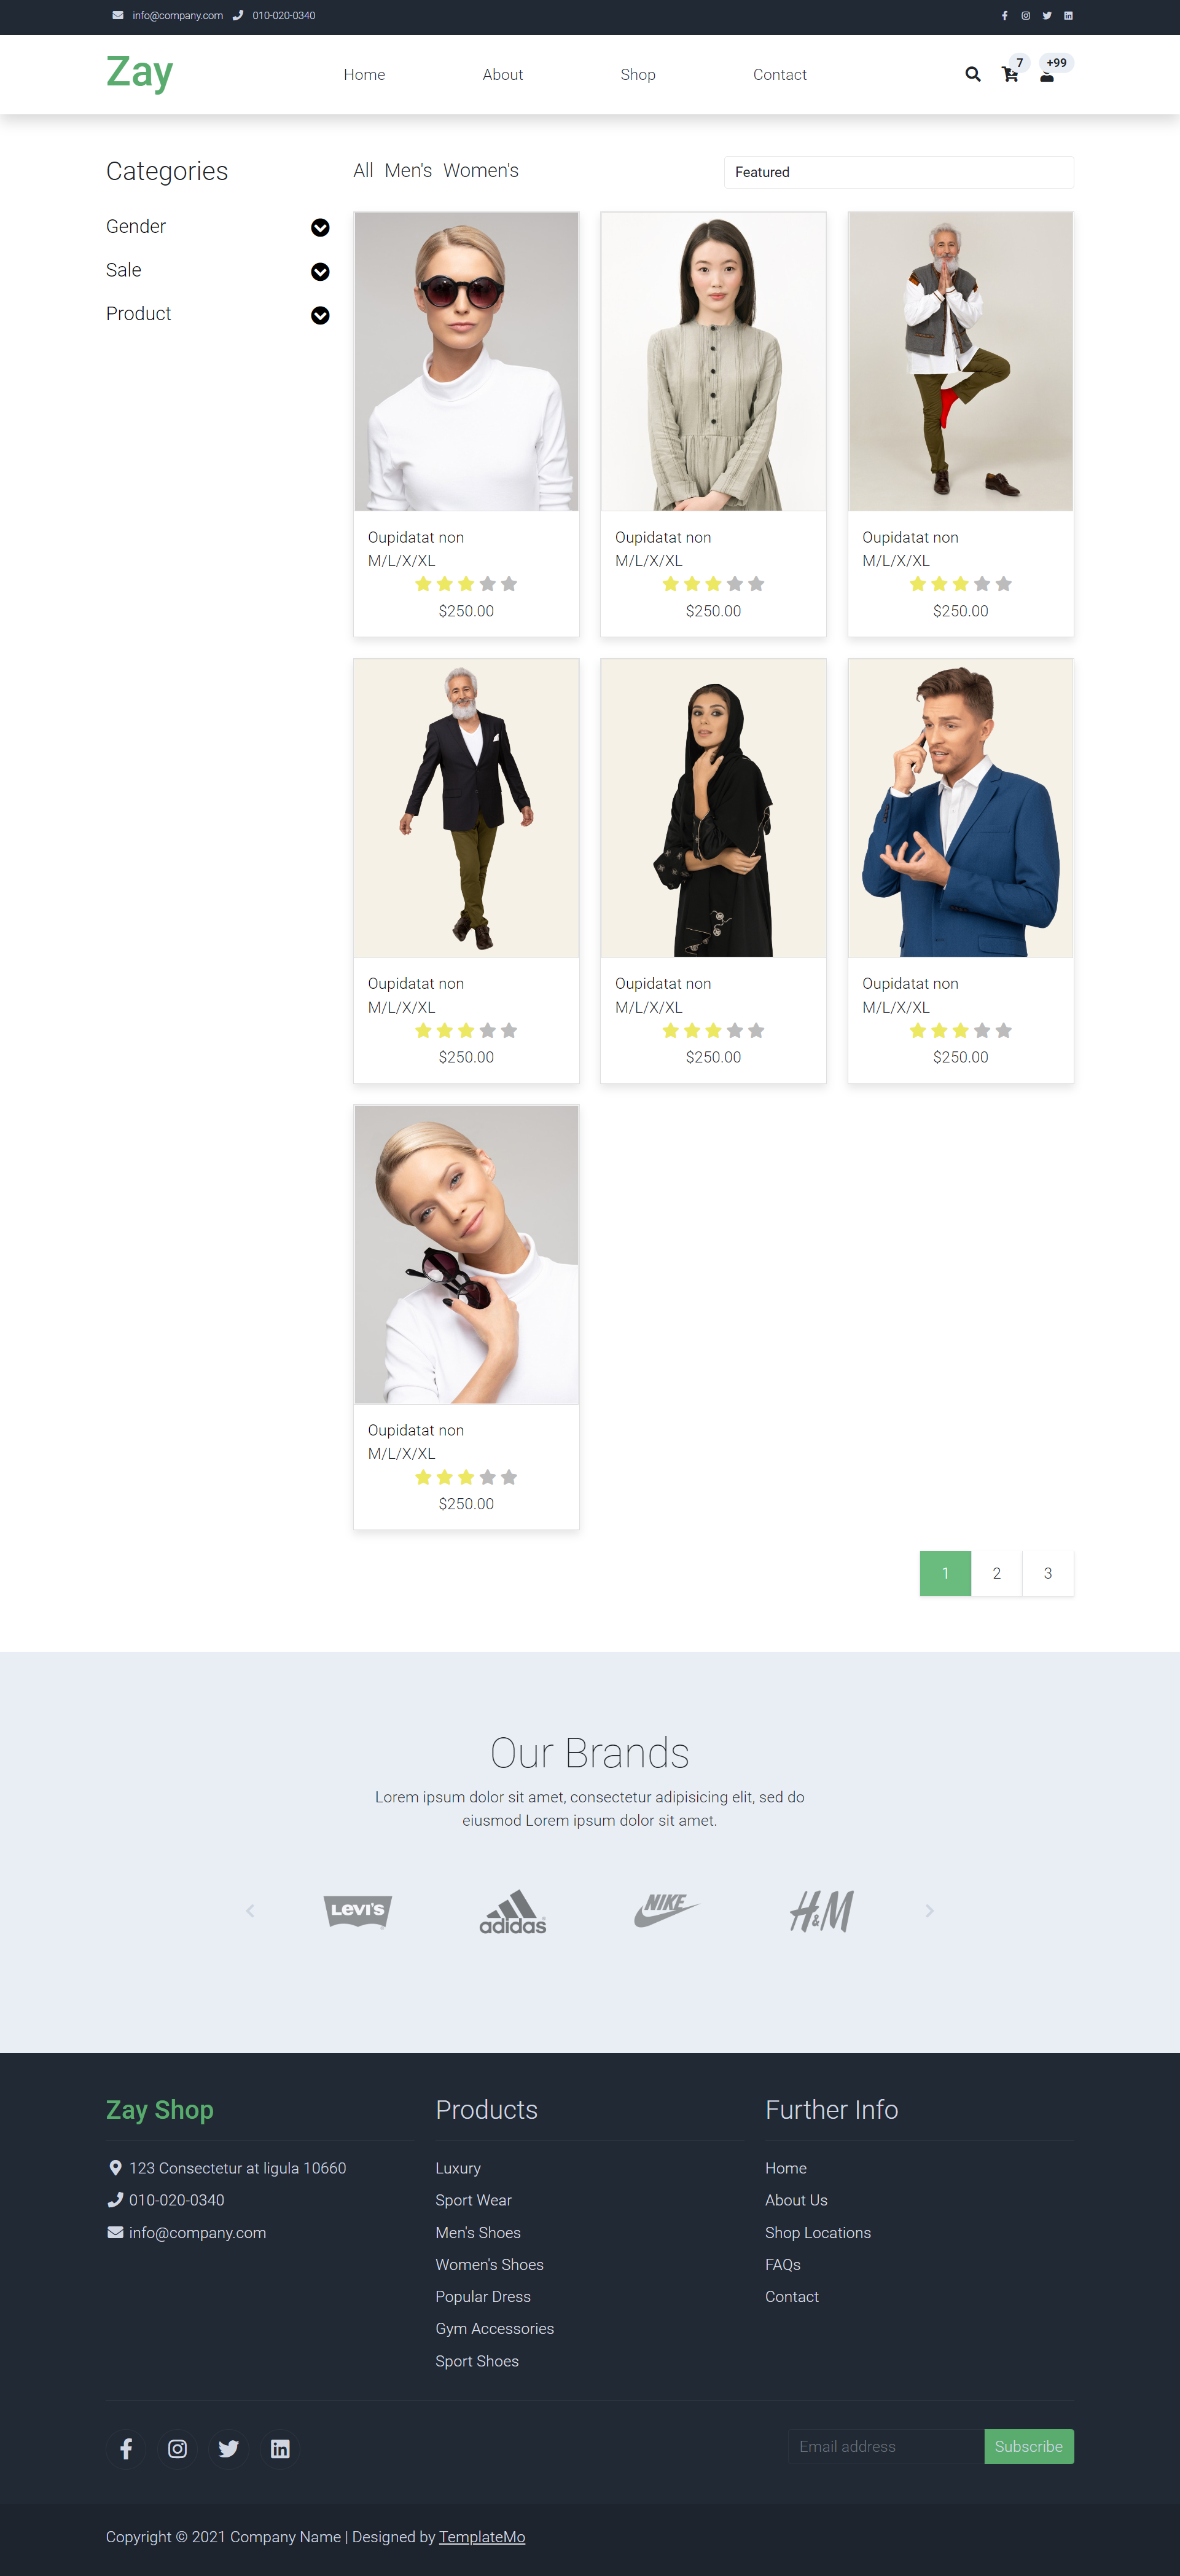 info@company.com 010-020-0340
Zay
Home About Shop Contact
7 +99
Categories
Gender
Sale
Product
All Men's Women's
Featured
Oupidatat non
M/L/X/XL
$250.00
Oupidatat non
M/L/X/XL
$250.00
Oupidatat non
M/L/X/XL
$250.00
Oupidatat non
M/L/X/XL
$250.00
Oupidatat non
M/L/X/XL
$250.00
Oupidatat non
M/L/X/XL
$250.00
Oupidatat non
M/L/X/XL
$250.00
1 2 3
Our Brands
Lorem ipsum dolor sit amet, consectetur adipisicing elit, sed do
eiusmod Lorem ipsum dolor sit amet.
LEVI'S
adidas
NIKE
H&M
Zay Shop
123 Consectetur at ligula 10660
010-020-0340
info@company.com
Products
Luxury
Sport Wear
Men's Shoes
Women's Shoes
Popular Dress
Gym Accessories
Sport Shoes
Further Info
Home
About Us
Shop Locations
FAQs
Contact
Email address Subscribe
Copyright © 2021 Company Name | Designed by TemplateMo